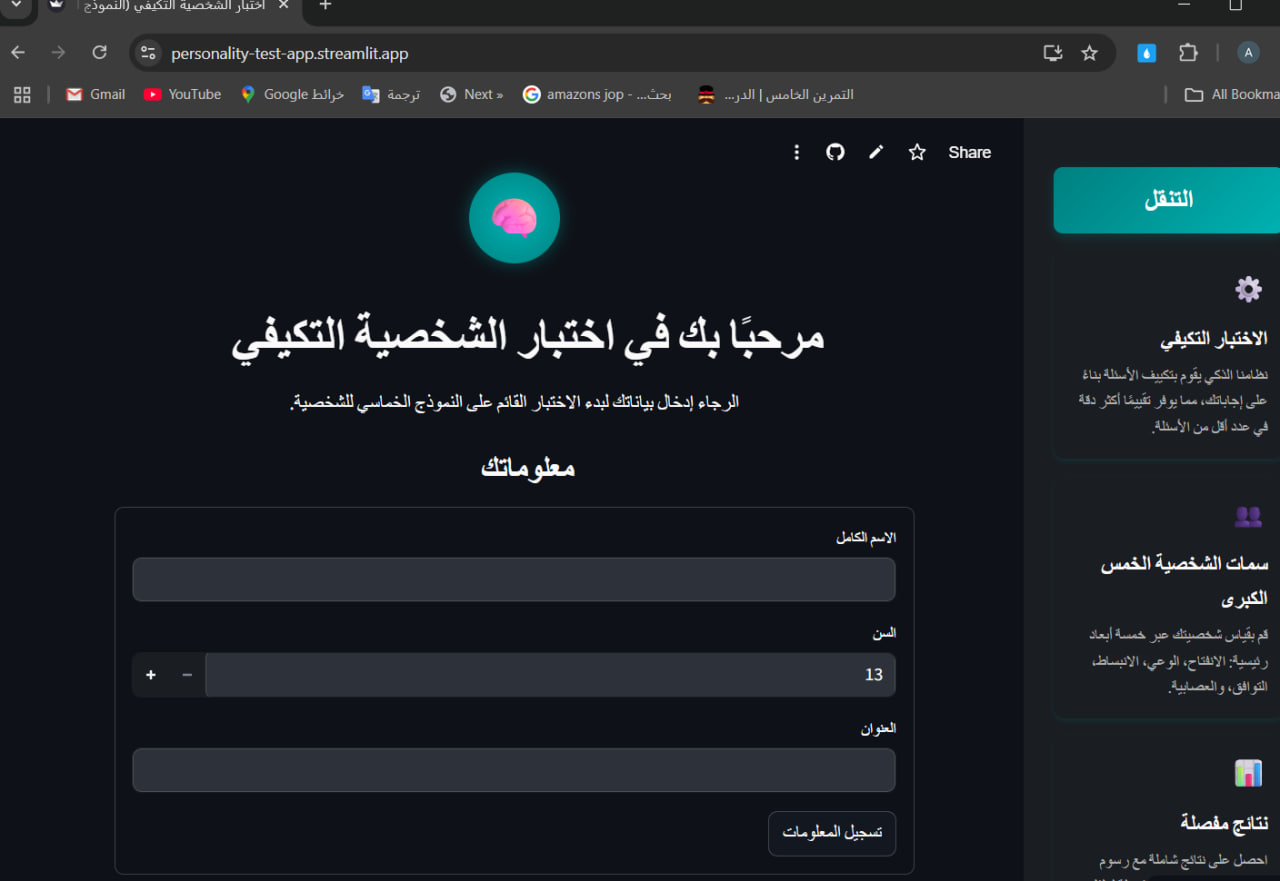 اختبار الشخصية التكيفي (النموذج
personality-test-app.streamlit.app
A
Gmail
YouTube
خرائط Google
ترجمة
Next »
amazons jop - بحث...
التمرين الخامس | الدر...
All Bookma
Share
🧠
مرحبًا بك في اختبار الشخصية التكيفي
الرجاء إدخال بياناتك لبدء الاختبار القائم على النموذج الخماسي للشخصية.
معلوماتك
الاسم الكامل
السن
13
العنوان
تسجيل المعلومات
التنقل
الاختبار التكيفي
نظامنا الذكي يقوم بتكييف الأسئلة بناءً
على إجاباتك، مما يوفر تقييمًا أكثر دقة
في عدد أقل من الأسئلة.
سمات الشخصية الخمس
الكبرى
قم بقياس شخصيتك عبر خمسة أبعاد
رئيسية: الانفتاح، الوعي، الانبساط،
التوافق، والعصابية.
نتائج مفصلة
احصل على نتائج شاملة مع رسوم